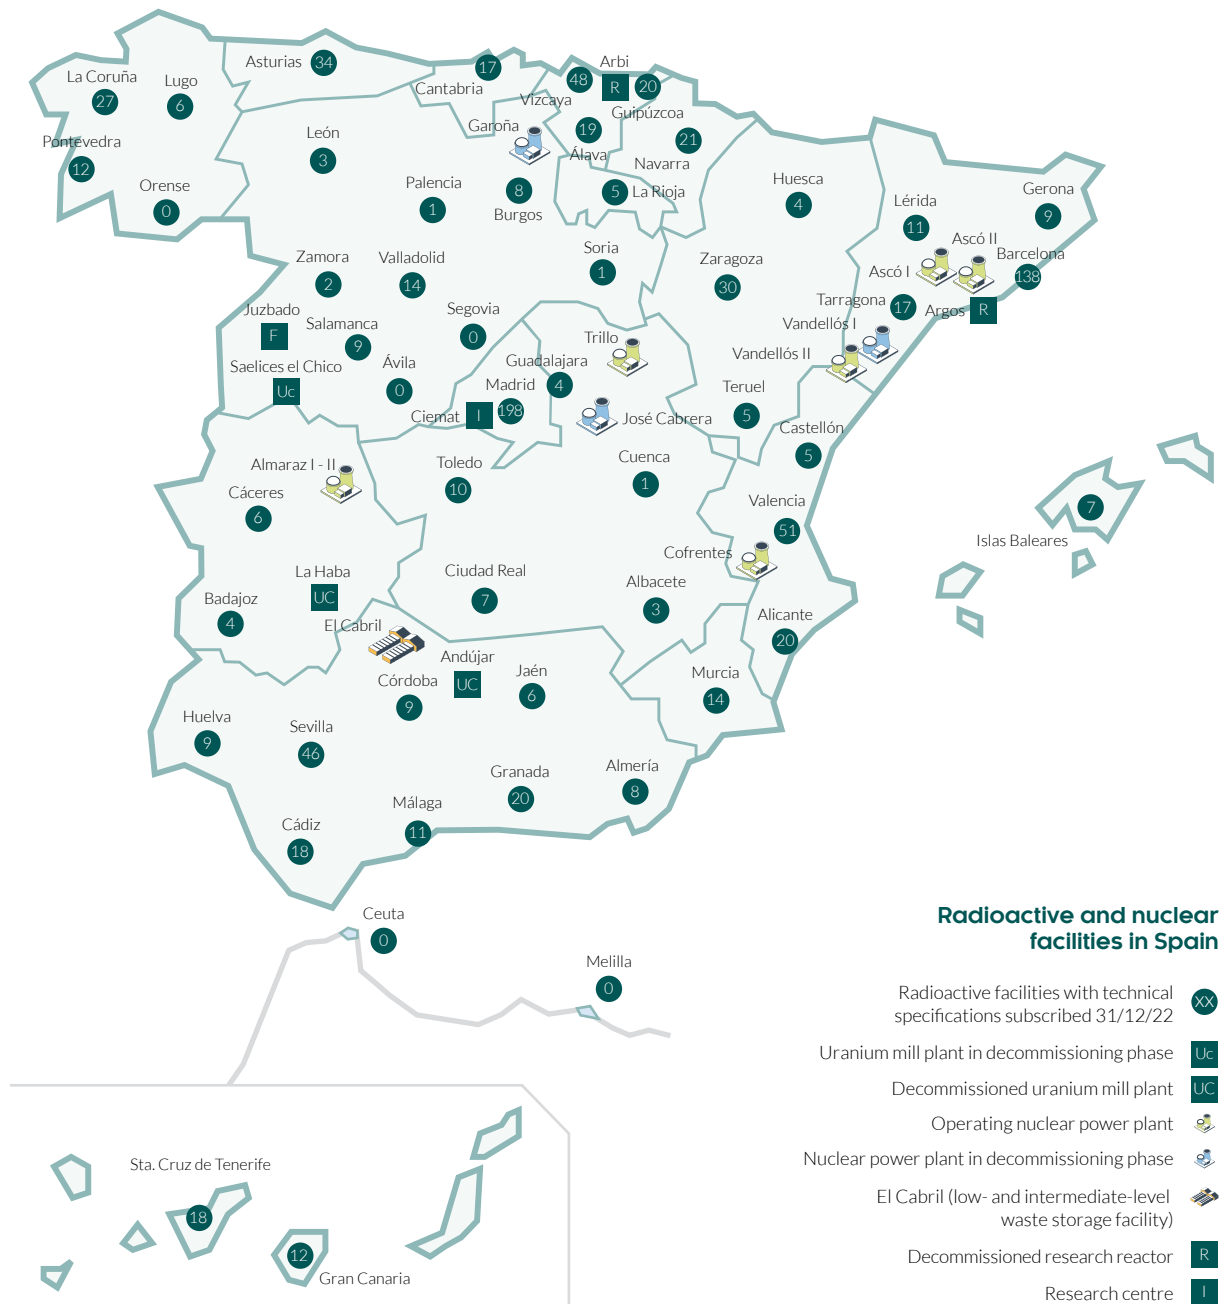 Asturias
34
17
Cantabria
48
Vizcaya
Arbi
R
20
Guipúzcoa
La Coruña
27
Lugo
6
Pontevedra
12
Orense
0
León
3
Garoña
19
Álava
21
Navarra
Palencia
1
8
Burgos
5
La Rioja
Huesca
4
Lérida
11
Gerona
9
Ascó II
Ascó I
Barcelona
138
Zamora
2
Valladolid
14
Soria
1
Zaragoza
30
Tarragona
17
Argos
R
Juzbado
F
Salamanca
9
Segovia
0
Trillo
Vandellós I
Vandellós II
Saelices el Chico
Uc
Ávila
0
Guadalajara
4
Madrid
198
Ciemat
I
José Cabrera
Teruel
5
Castellón
5
Almaraz I - II
Cáceres
6
Toledo
10
Cuenca
1
Valencia
51
7
Islas Baleares
Cofrentes
La Haba
UC
Badajoz
4
Ciudad Real
7
Albacete
3
Alicante
20
El Cabril
Andújar
UC
Córdoba
9
Jaén
6
Murcia
14
Huelva
9
Sevilla
46
Granada
20
Almería
8
Málaga
11
Cádiz
18
Ceuta
0
Melilla
0
Sta. Cruz de Tenerife
18
12
Gran Canaria
Radioactive and nuclear
facilities in Spain
Radioactive facilities with technical
specifications subscribed 31/12/22
XX
Uranium mill plant in decommissioning phase
Uc
Decommissioned uranium mill plant
UC
Operating nuclear power plant
Nuclear power plant in decommissioning phase
El Cabril (low- and intermediate-level
waste storage facility)
Decommissioned research reactor
R
Research centre
I